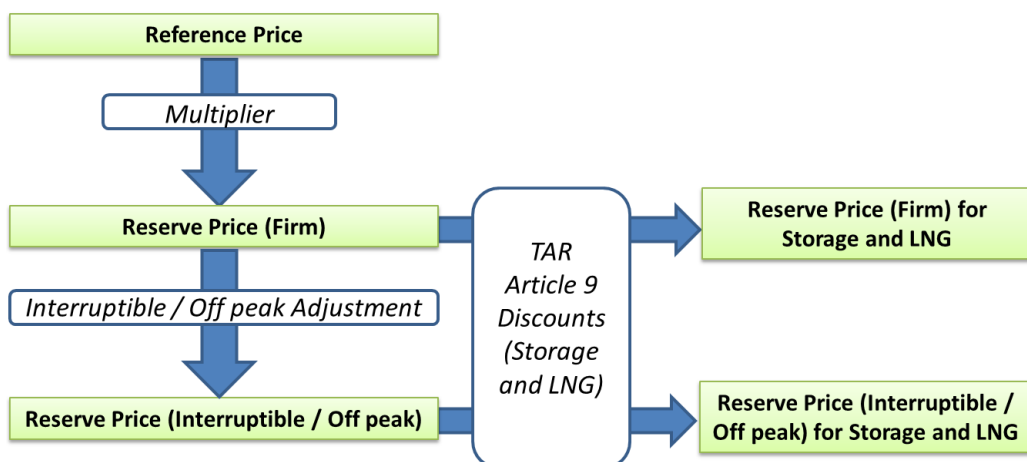 Reference Price
Multiplier
Reserve Price (Firm)
Interruptible / Off peak Adjustment
Reserve Price (Interruptible / Off peak)
TAR
Article 9
Discounts
(Storage
and LNG)
Reserve Price (Firm) for
Storage and LNG
Reserve Price (Interruptible /
Off peak) for Storage and LNG